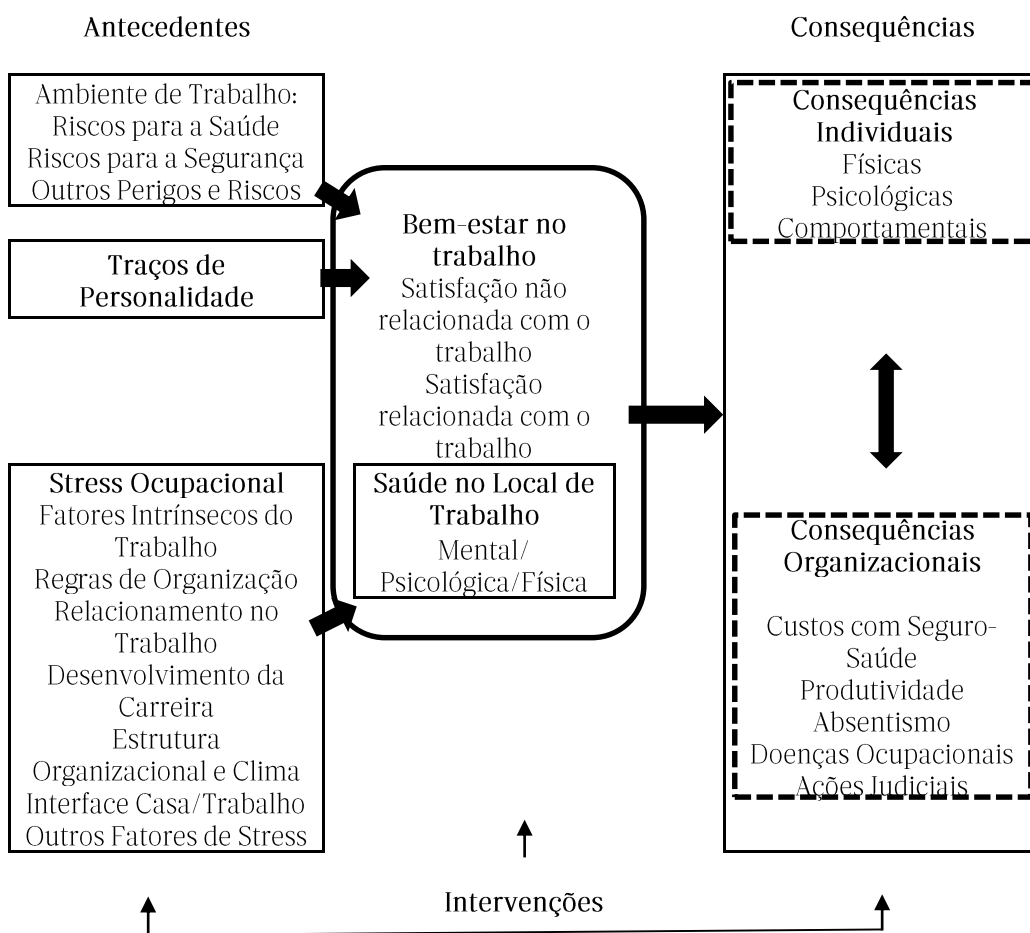 Antecedentes
Ambiente de Trabalho:
Riscos para a Saúde
Riscos para a Segurança
Outros Perigos e Riscos
Traços de
Personalidade
Stress Ocupacional
Fatores Intrínsecos do
Trabalho
Regras de Organização
Relacionamento no
Trabalho
Desenvolvimento da
Carreira
Estrutura
Organizacional e Clima
Interface Casa/Trabalho
Outros Fatores de Stress
Bem-estar no
trabalho
Satisfação não
relacionada com o
trabalho
Satisfação
relacionada com o
trabalho
Saúde no Local de
Trabalho
Mental/
Psicológica/Física
Consequências
Consequências
Individuais
Físicas
Psicológicas
Comportamentais
Consequências
Organizacionais
Custos com Seguro-
Saúde
Produtividade
Absentismo
Doenças Ocupacionais
Ações Judiciais
Intervenções